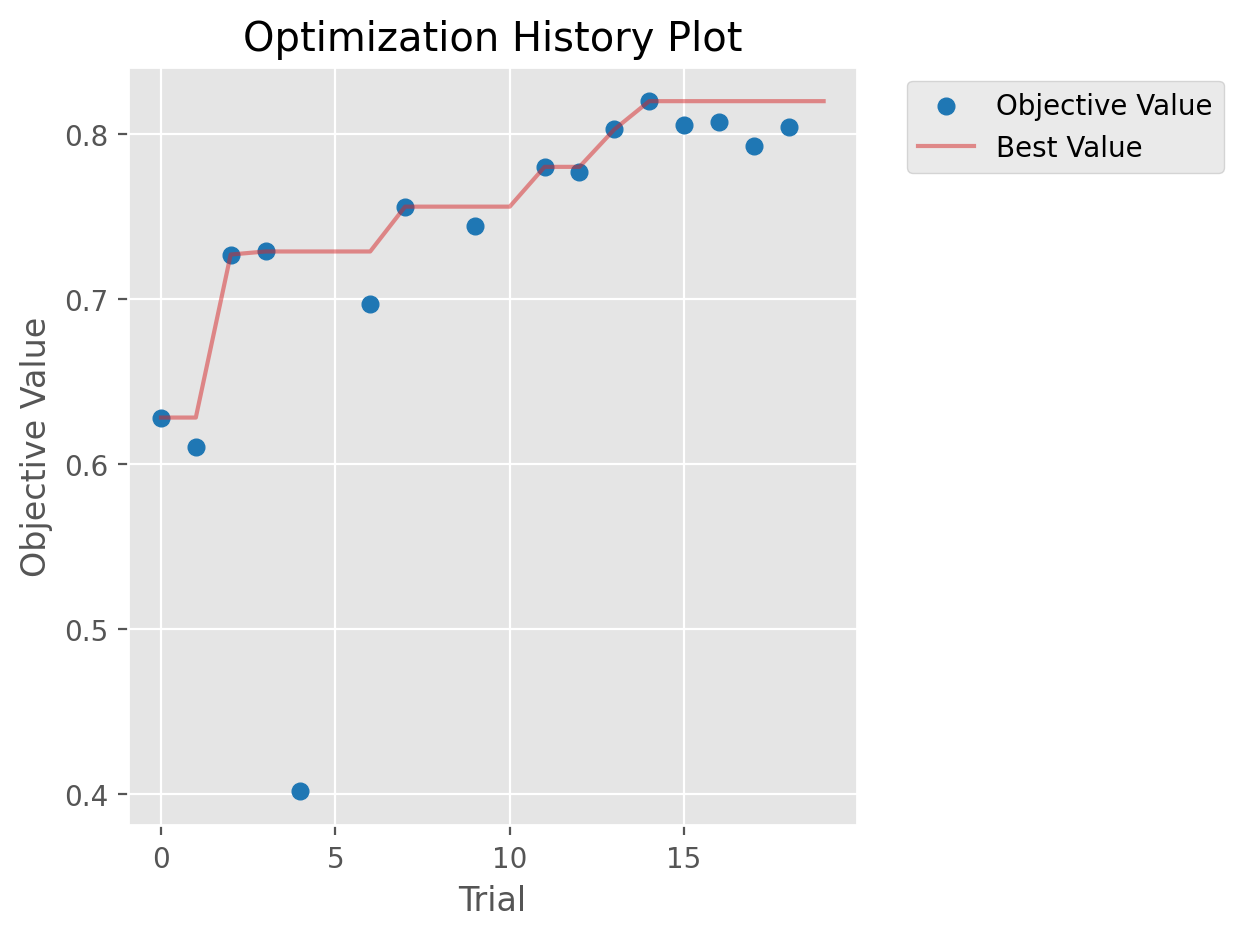 Optimization History Plot
Objective Value
Best Value
Objective Value
0.8
0.7
0.6
0.5
0.4
0
5
10
15
Trial